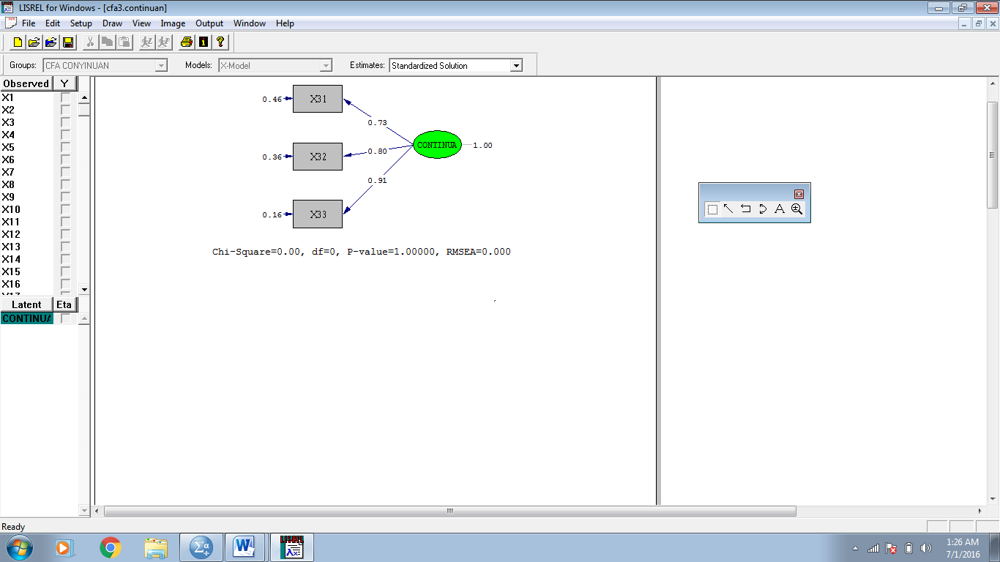 LISREL for Windows - [cfa3.continuan]
File Edit Setup Draw View Image Output Window Help
Groups: CFA CONYINUAN Models: X-Model Estimates: Standardized Solution
Observed Y
X1
X2
X3
X4
X5
X6
X7
X8
X9
X10
X11
X12
X13
X14
X15
X16
Latent Eta
CONTINUA
0.46 X31
0.73
CONTINUA 1.00
0.80
0.36 X32
0.91
0.16 X33
Chi-Square=0.00, df=0, P-value=1.00000, RMSEA=0.000
A
Ready
LISREL
1:26 AM
7/1/2016